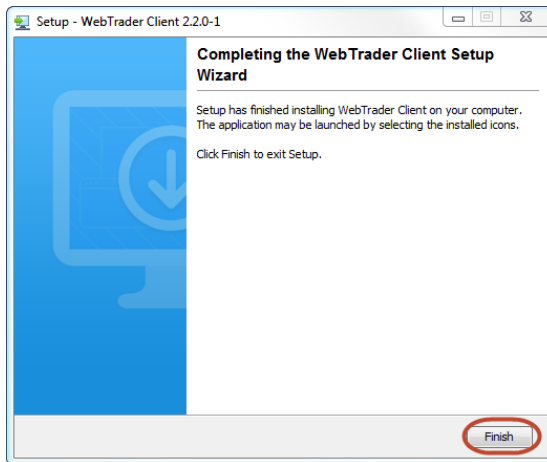 Setup - WebTrader Client 2.2.0-1
Completing the WebTrader Client Setup
Wizard
Setup has finished installing WebTrader Client on your computer.
The application may be launched by selecting the installed icons.
Click Finish to exit Setup.
Finish